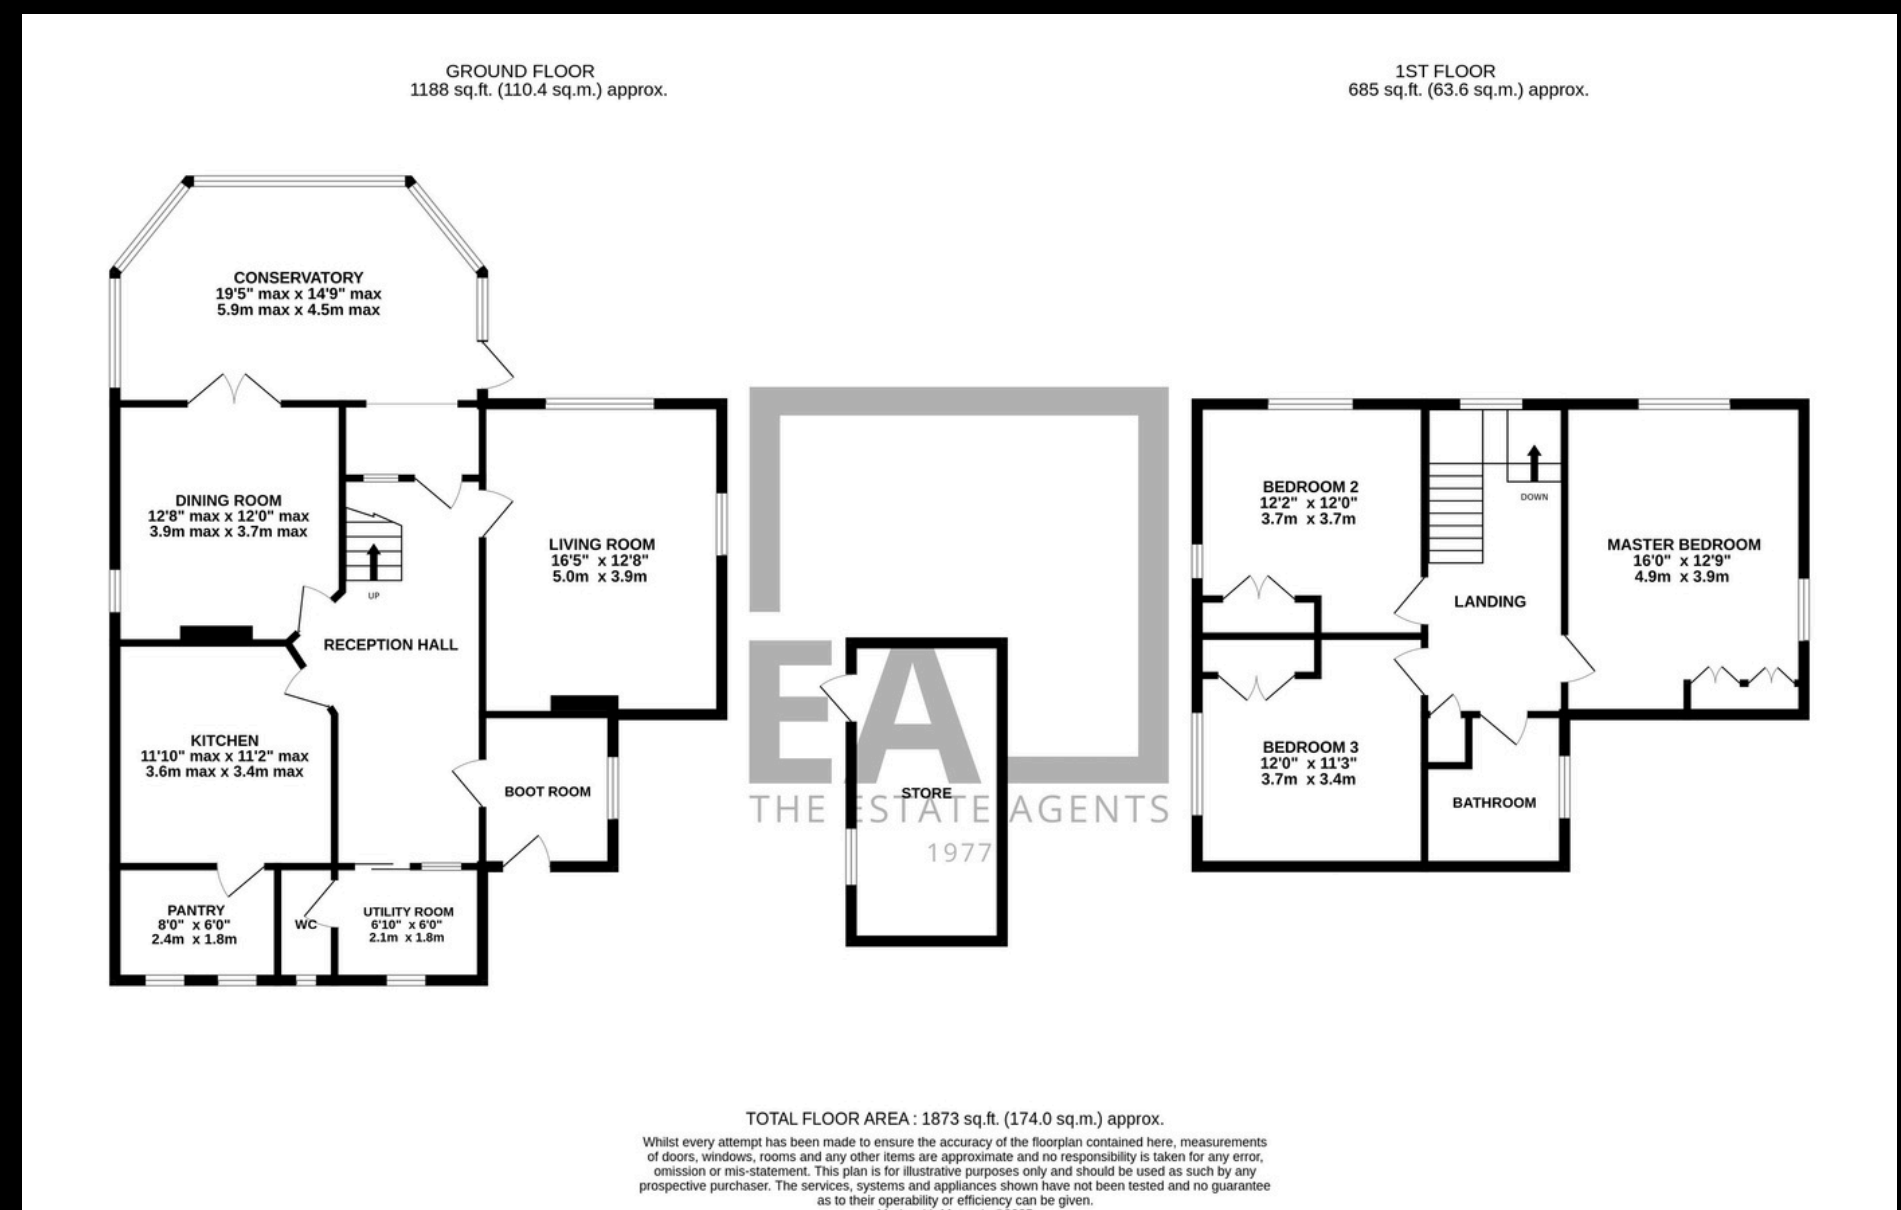 GROUND FLOOR
1188 sq.ft. (110.4 sq.m.) approx.
1ST FLOOR
685 sq.ft. (63.6 sq.m.) approx.
CONSERVATORY
19'5" max x 14'9" max
5.9m max x 4.5m max
DINING ROOM
12'8" max x 12'0" max
3.9m max x 3.7m max
UP
RECEPTION HALL
LIVING ROOM
16'5" x 12'8"
5.0m x 3.9m
KITCHEN
11'10" max x 11'2" max
3.6m max x 3.4m max
BOOT ROOM
PANTRY
8'0" x 6'0"
2.4m x 1.8m
WC
UTILITY ROOM
6'10" x 6'0"
2.1m x 1.8m
EA
THE ESTATE AGENTS
1977
STORE
BEDROOM 2
12'2" x 12'0"
3.7m x 3.7m
DOWN
LANDING
MASTER BEDROOM
16'0" x 12'9"
4.9m x 3.9m
BEDROOM 3
12'0" x 11'3"
3.7m x 3.4m
BATHROOM
TOTAL FLOOR AREA : 1873 sq.ft. (174.0 sq.m.) approx.
Whilst every attempt has been made to ensure the accuracy of the floorplan contained here, measurements
of doors, windows, rooms and any other items are approximate and no responsibility is taken for any error,
omission or mis-statement. This plan is for illustrative purposes only and should be used as such by any
prospective purchaser. The services, systems and appliances shown have not been tested and no guarantee
as to their operability or efficiency can be given.